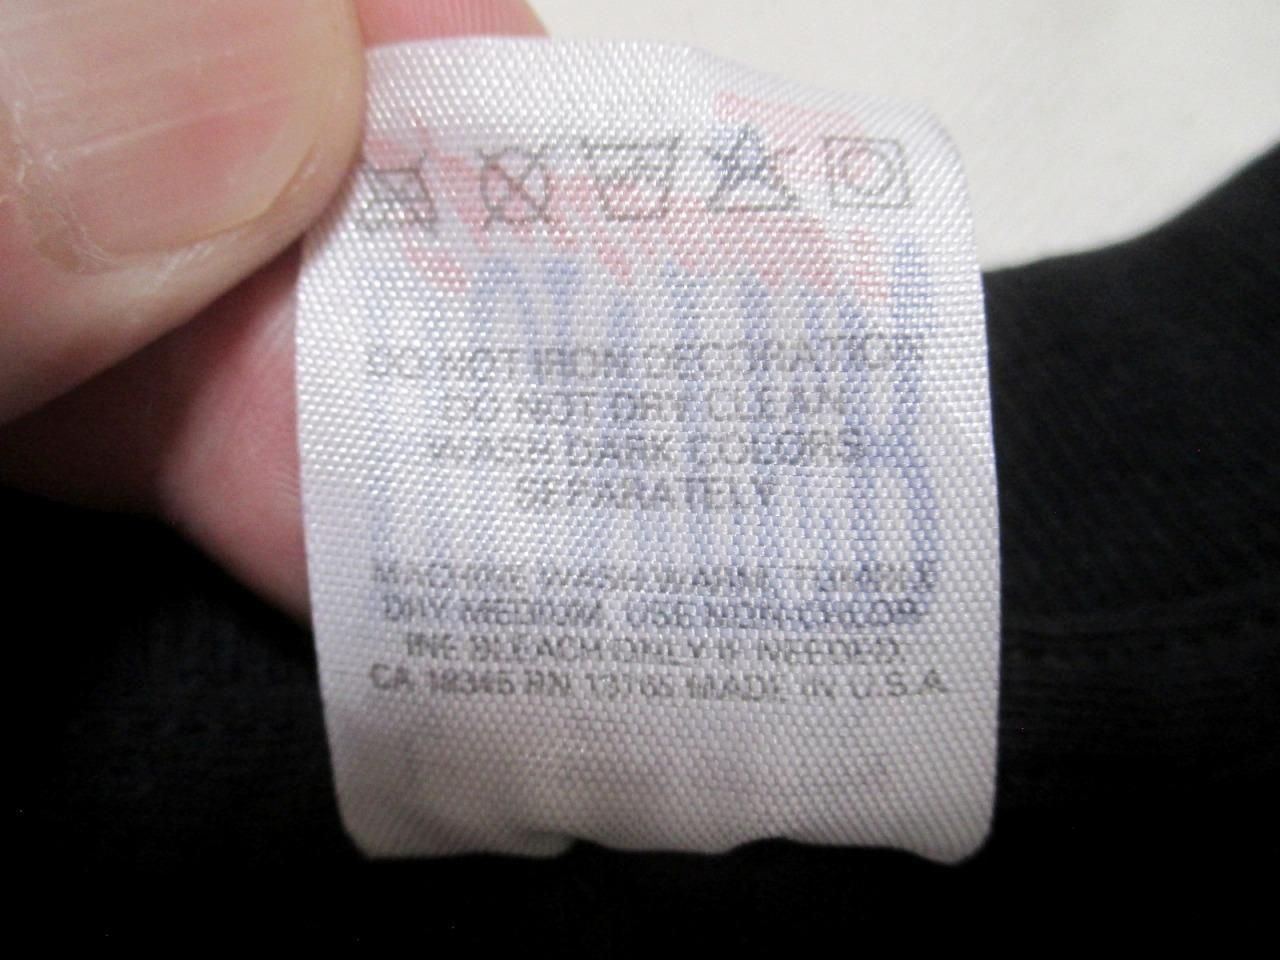 DO NOT IRON DECORATION
DO NOT DRY CLEAN
WASH DARK COLORS
SEPARATELY
MACHINE WASH WARM, TUMBLE
DRY MEDIUM. USE NON-CHLOR-
INE BLEACH ONLY IF NEEDED.
CA 18346 RN 13765 MADE IN U.S.A.